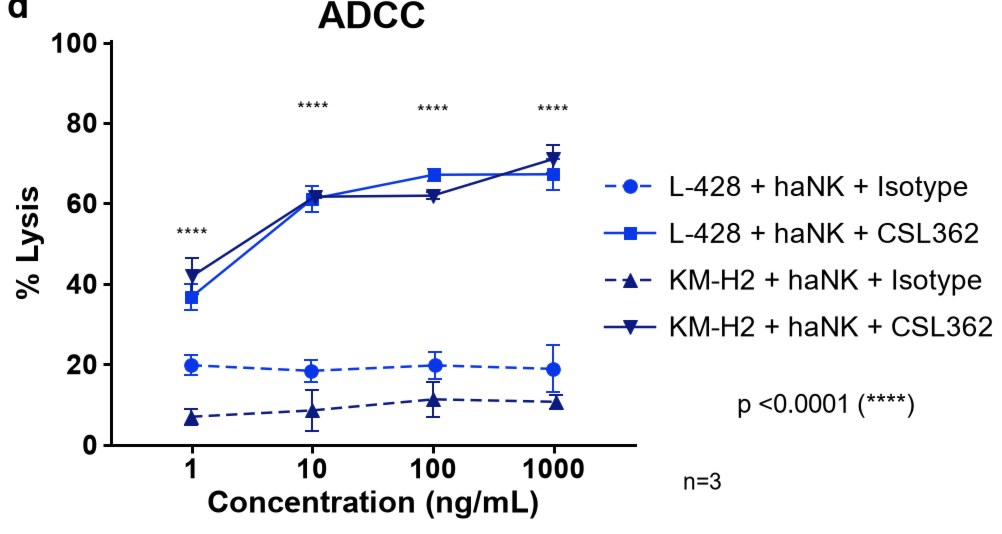 d
ADCC
100
80
60
40
20
0
% Lysis
****
****
****
****
1
10
100
1000
Concentration (ng/mL)
L-428 + haNK + Isotype
L-428 + haNK + CSL362
KM-H2 + haNK + Isotype
KM-H2 + haNK + CSL362
p <0.0001 (****)
n=3